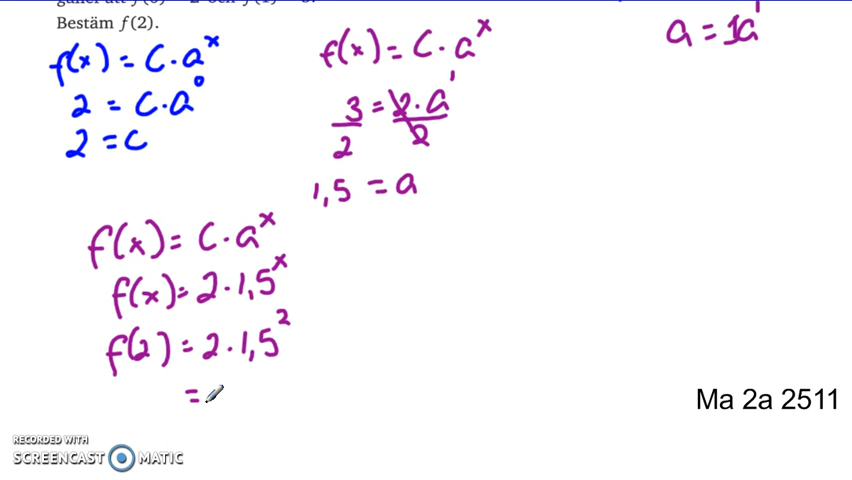 Bestäm f(2).
f(x) = C · a^x
2 = C · a^0
2 = C
f(x) = C · a^x
3/2 = 2 · a^1/2
1,5 = a
a = 1a^1
f(x) = C · a^x
f(x) = 2 · 1,5^x
f(2) = 2 · 1,5^2
=
Ma 2a 2511
RECORDED WITH
SCREENCAST MATIC